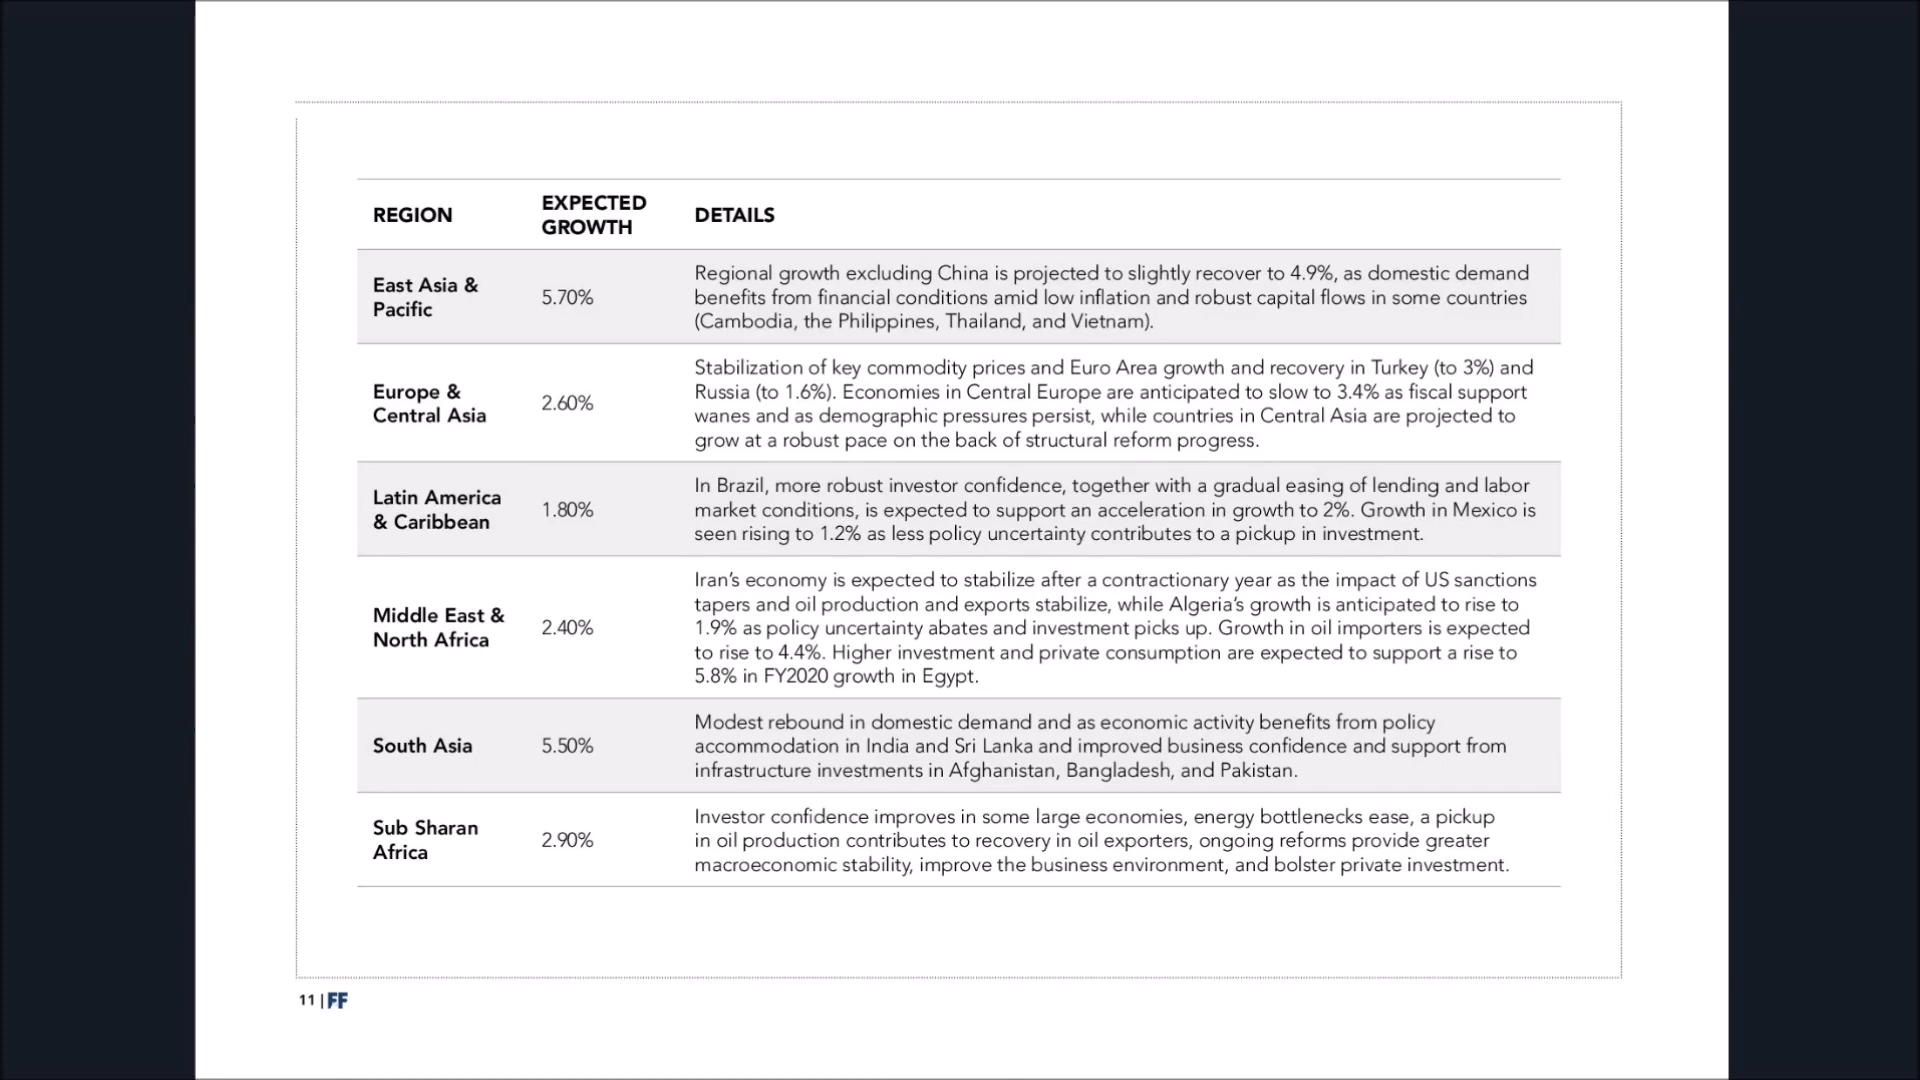 REGION
EXPECTED
GROWTH
DETAILS
East Asia &
Pacific
5.70%
Regional growth excluding China is projected to slightly recover to 4.9%, as domestic demand
benefits from financial conditions amid low inflation and robust capital flows in some countries
(Cambodia, the Philippines, Thailand, and Vietnam).
Europe &
Central Asia
2.60%
Stabilization of key commodity prices and Euro Area growth and recovery in Turkey (to 3%) and
Russia (to 1.6%). Economies in Central Europe are anticipated to slow to 3.4% as fiscal support
wanes and as demographic pressures persist, while countries in Central Asia are projected to
grow at a robust pace on the back of structural reform progress.
Latin America
& Caribbean
1.80%
In Brazil, more robust investor confidence, together with a gradual easing of lending and labor
market conditions, is expected to support an acceleration in growth to 2%. Growth in Mexico is
seen rising to 1.2% as less policy uncertainty contributes to a pickup in investment.
Middle East &
North Africa
2.40%
Iran’s economy is expected to stabilize after a contractionary year as the impact of US sanctions
tapers and oil production and exports stabilize, while Algeria’s growth is anticipated to rise to
1.9% as policy uncertainty abates and investment picks up. Growth in oil importers is expected
to rise to 4.4%. Higher investment and private consumption are expected to support a rise to
5.8% in FY2020 growth in Egypt.
South Asia
5.50%
Modest rebound in domestic demand and as economic activity benefits from policy
accommodation in India and Sri Lanka and improved business confidence and support from
infrastructure investments in Afghanistan, Bangladesh, and Pakistan.
Sub Sharan
Africa
2.90%
Investor confidence improves in some large economies, energy bottlenecks ease, a pickup
in oil production contributes to recovery in oil exporters, ongoing reforms provide greater
macroeconomic stability, improve the business environment, and bolster private investment.
11 | FF